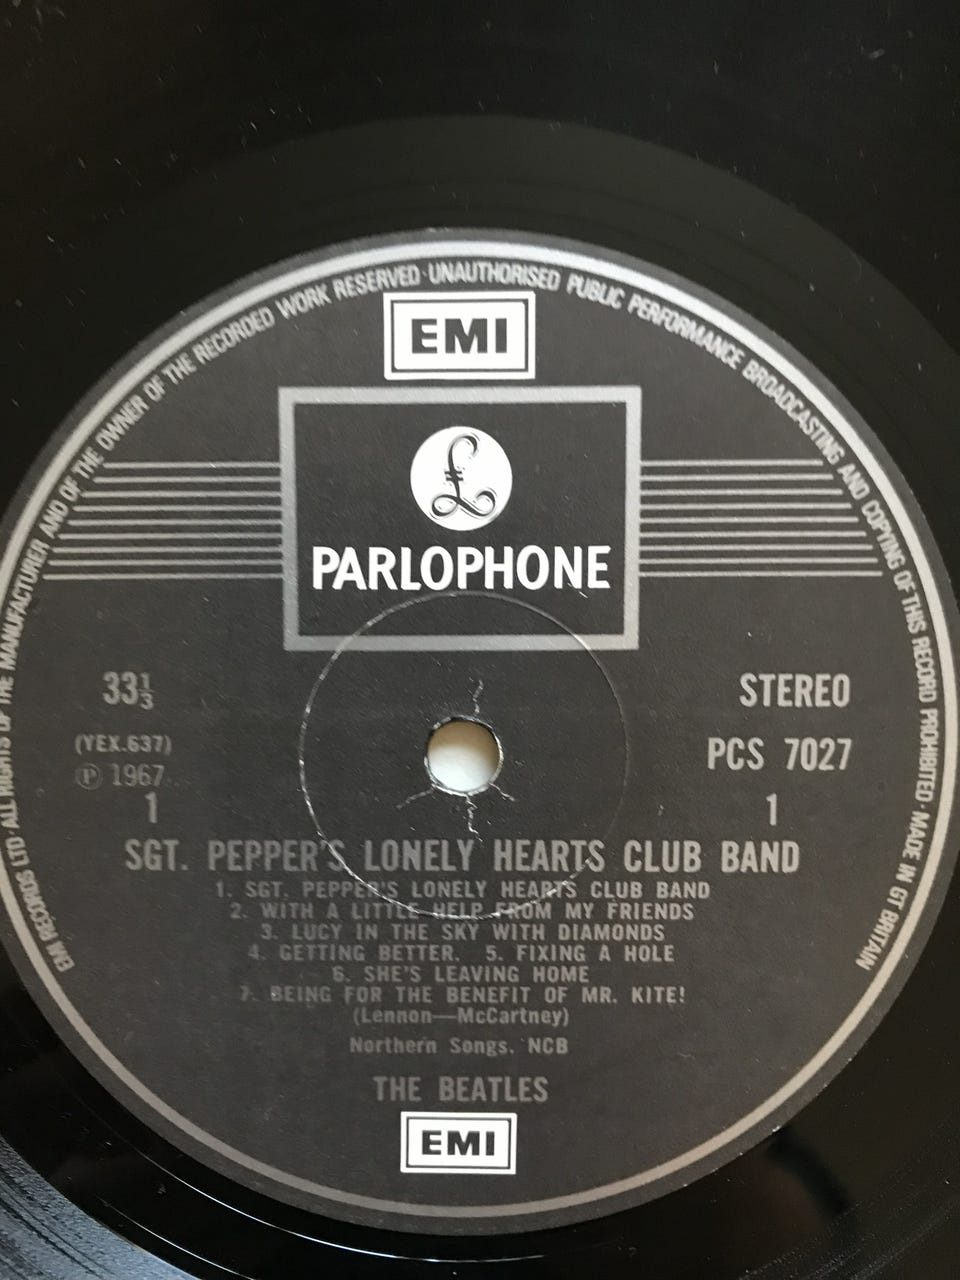 EMI RECORDS LTD · ALL RIGHTS OF THE MANUFACTURER AND OF THE OWNER OF THE RECORDED WORK RESERVED · UNAUTHORISED PUBLIC PERFORMANCE BROADCASTING AND COPYING OF THIS RECORD PROHIBITED · MADE IN GT BRITAIN
EMI
£
PARLOPHONE
33⅓
STEREO
(YEX.637)
PCS 7027
℗ 1967
1
1
SGT. PEPPER'S LONELY HEARTS CLUB BAND
1. SGT. PEPPER'S LONELY HEARTS CLUB BAND
2. WITH A LITTLE HELP FROM MY FRIENDS
3. LUCY IN THE SKY WITH DIAMONDS
4. GETTING BETTER. 5. FIXING A HOLE
6. SHE'S LEAVING HOME
7. BEING FOR THE BENEFIT OF MR. KITE!
(Lennon—McCartney)
Northern Songs. NCB
THE BEATLES
EMI